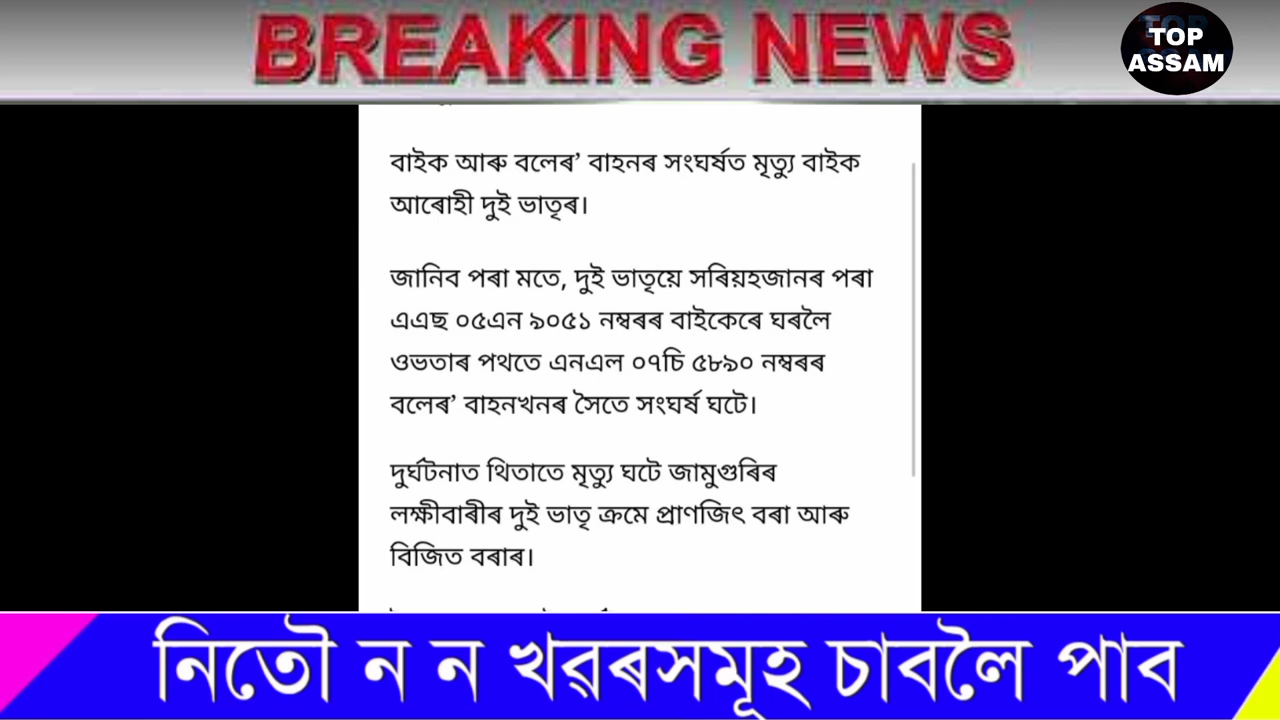 BREAKING NEWS
TOP
ASSAM
বাইক আৰু বলেৰ’ বাহনৰ সংঘৰ্ষত মৃত্যু বাইক
আৰোহী দুই ভাতৃৰ।
জানিব পৰা মতে, দুই ভাতৃয়ে সৰিয়হজানৰ পৰা
এএছ ০৫এন ৯০৫১ নম্বৰৰ বাইকেৰে ঘৰলৈ
ওভতাৰ পথতে এনএল ০৭চি ৫৮৯০ নম্বৰৰ
বলেৰ’ বাহনখনৰ সৈতে সংঘৰ্ষ ঘটে।
দুৰ্ঘটনাত থিতাতে মৃত্যু ঘটে জামুগুৰিৰ
লক্ষীবাৰীৰ দুই ভাতৃ ক্ৰমে প্ৰাণজিৎ বৰা আৰু
বিজিত বৰাৰ।
নিতৌ ন ন খৱৰসমূহ চাবলৈ পাব